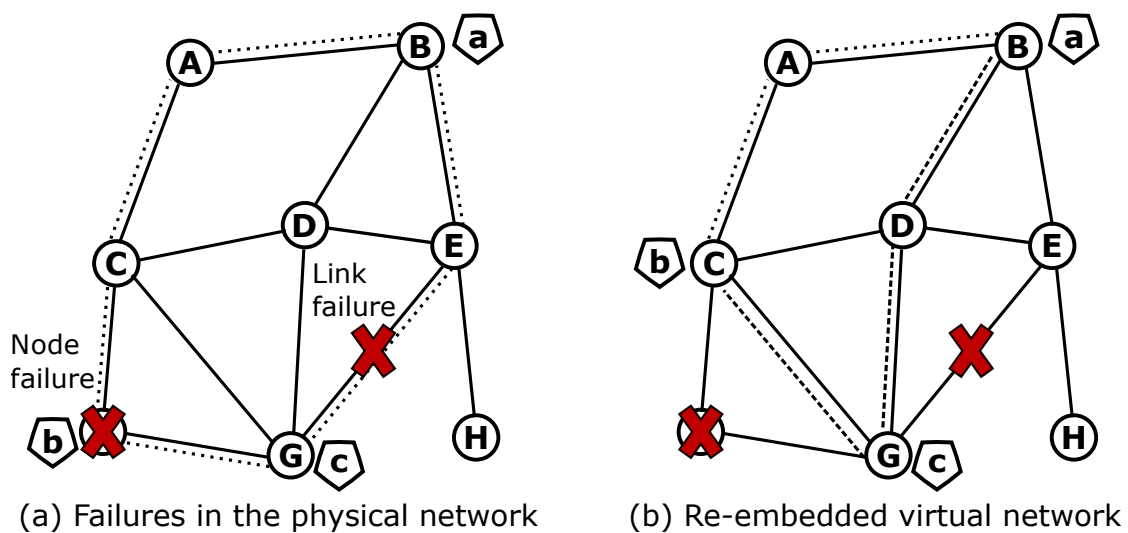 A
B
a
D
E
C
Link
failure
Node
failure
b
G
c
H
(a) Failures in the physical network
A
B
a
D
E
b
C
G
c
H
(b) Re-embedded virtual network